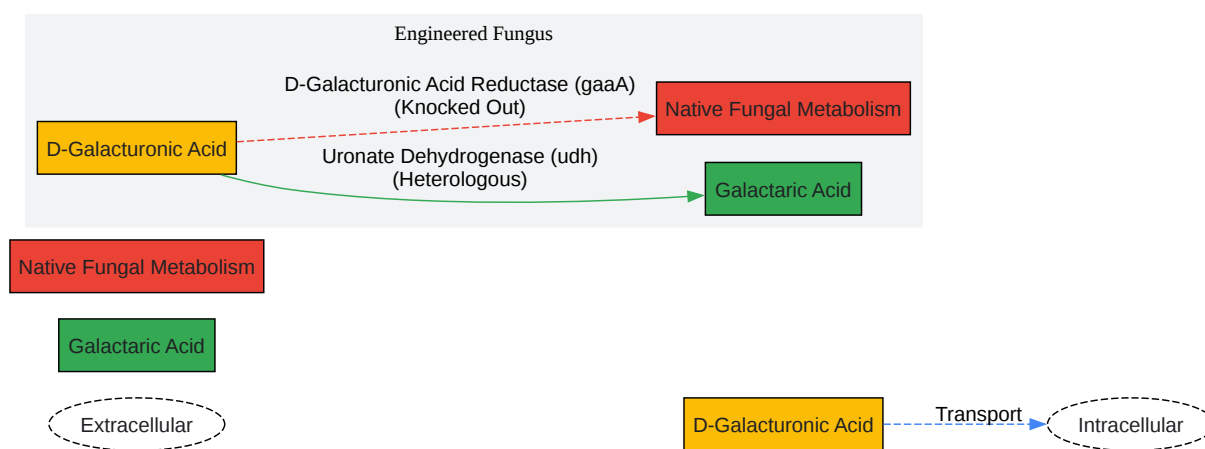 Engineered Fungus
D-Galacturonic Acid Reductase (gaaA)
(Knocked Out)
Native Fungal Metabolism
D-Galacturonic Acid
Uronate Dehydrogenase (udh)
(Heterologous)
Galactaric Acid
Native Fungal Metabolism
Galactaric Acid
Extracellular
D-Galacturonic Acid
Transport
Intracellular